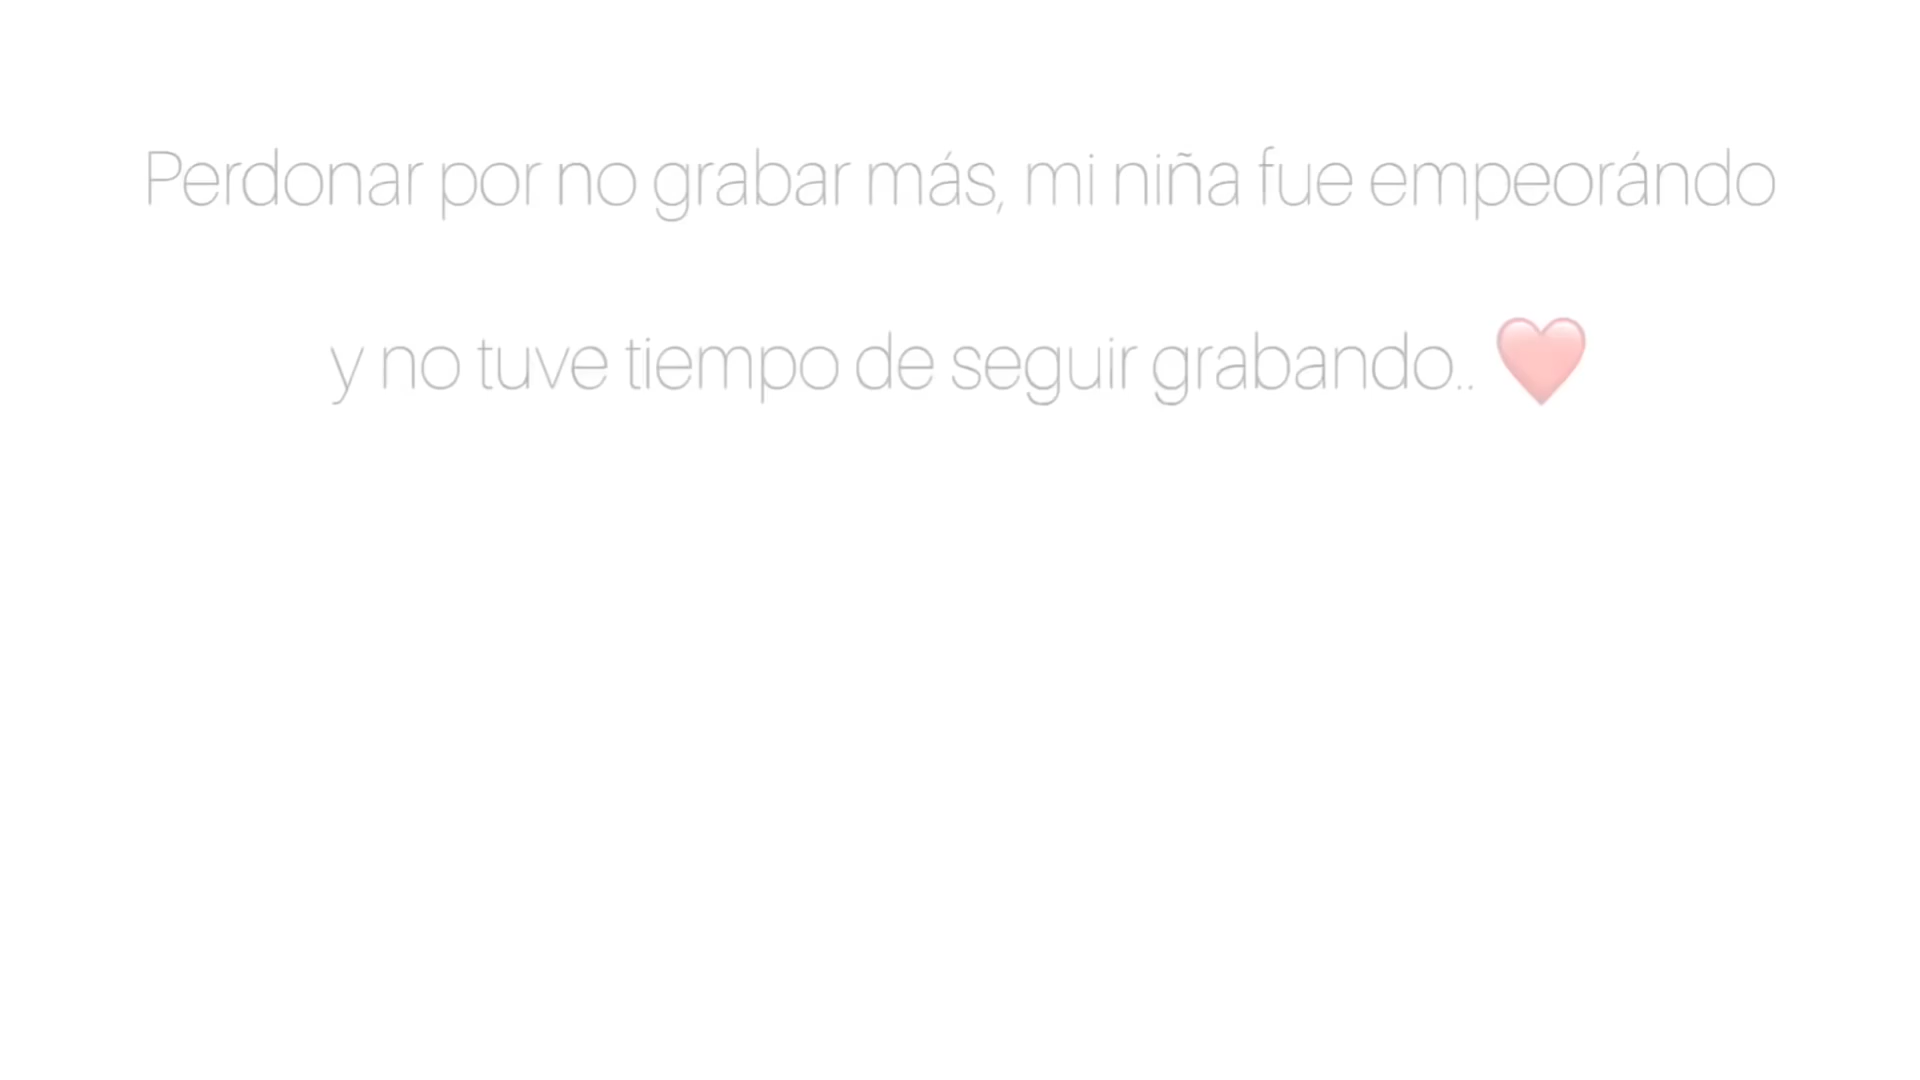 Perdonar por no grabar más, mi niña fue empeorándo
y no tuve tiempo de seguir grabando.. 🩷